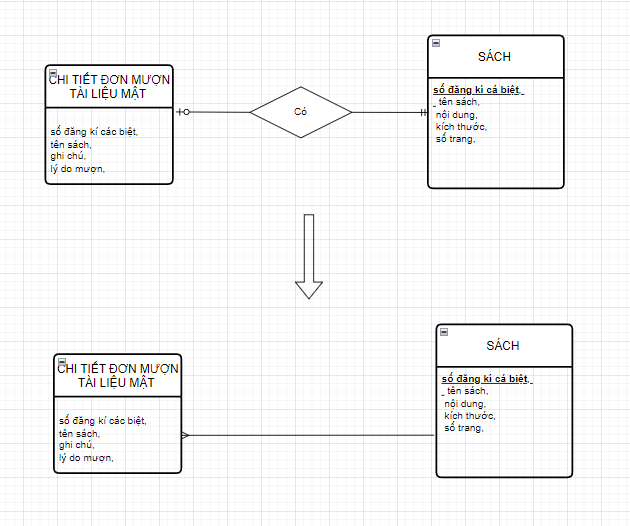 CHI TIẾT ĐƠN MƯỢN
TÀI LIỆU MẬT
số đăng kí các biệt,
tên sách,
ghi chú,
lý do mượn,
Có
SÁCH
số đăng kí cá biệt,
tên sách,
nội dung,
kích thước,
số trang,
CHI TIẾT ĐƠN MƯỢN
TÀI LIỆU MẬT
số đăng kí các biệt,
tên sách,
ghi chú,
lý do mượn,
SÁCH
số đăng kí cá biệt,
tên sách,
nội dung,
kích thước,
số trang,